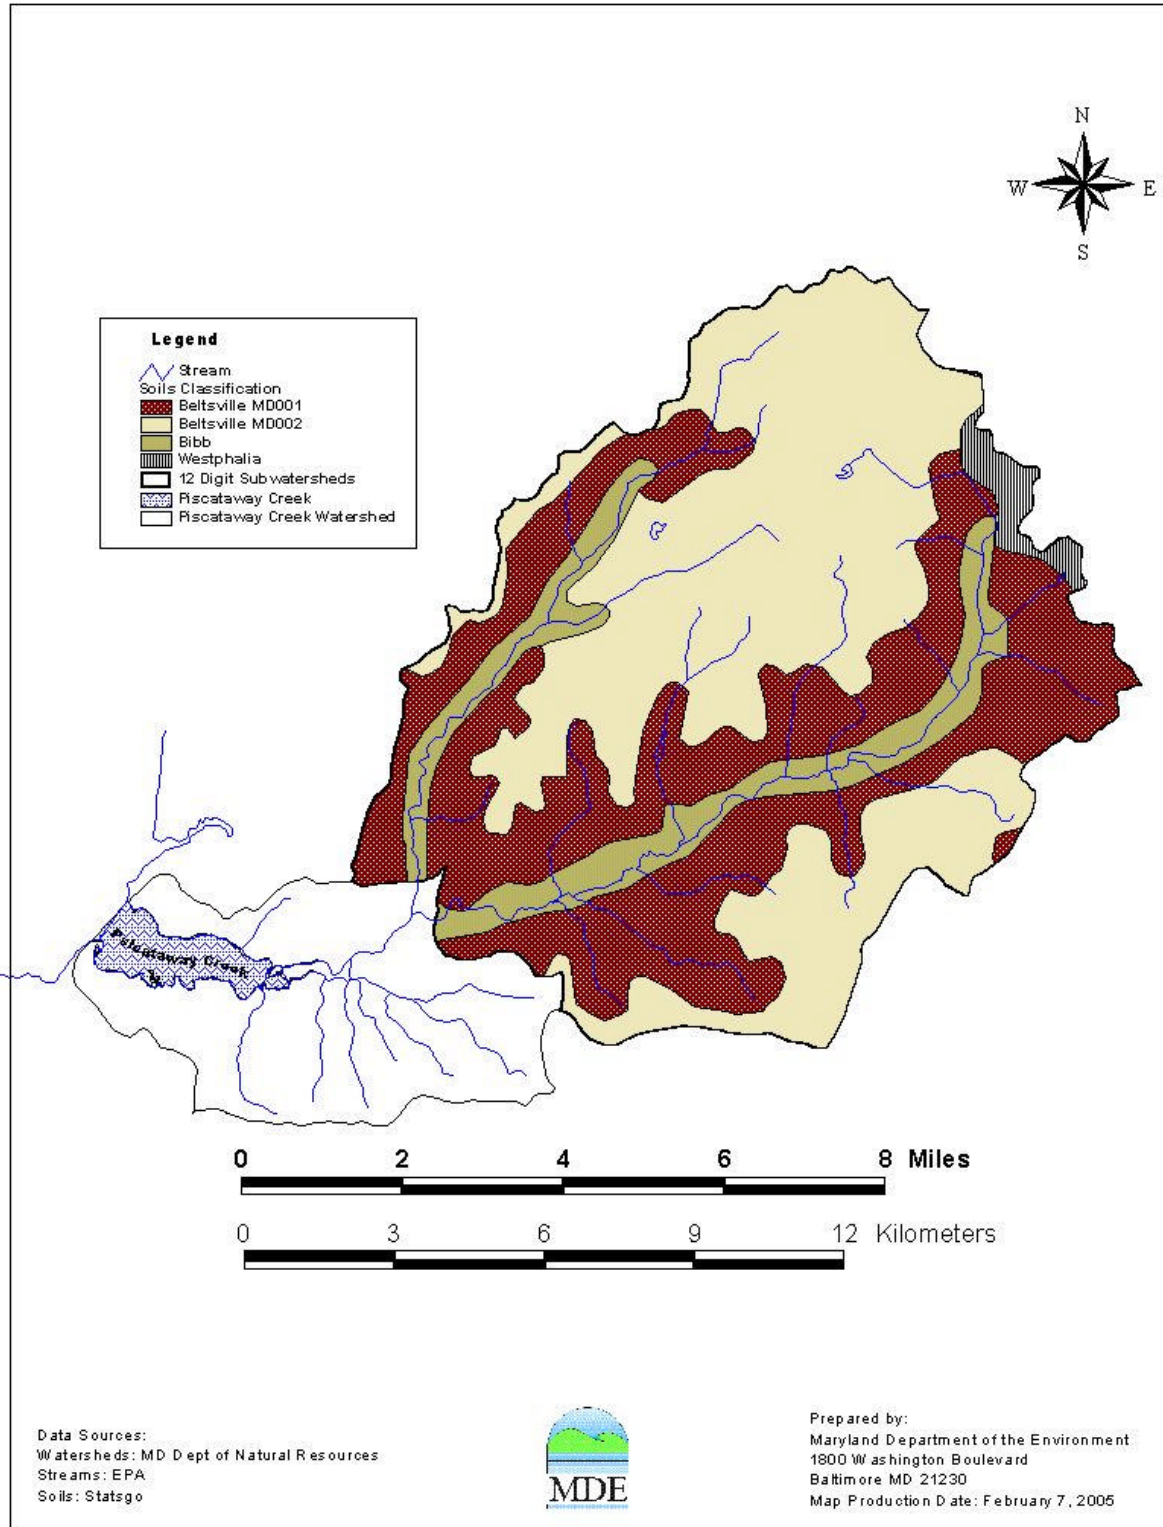 N
W E
S
Legend
Stream
Soils Classification
Beltsville MD001
Beltsville MD002
Bibb
Westphalia
12 Digit Subwatersheds
Piscataway Creek
Piscataway Creek Watershed
Piscataway Creek
0 2 4 6 8 Miles
0 3 6 9 12 Kilometers
Data Sources:
Watersheds: MD Dept of Natural Resources
Streams: EPA
Soils: Statsgo
MDE
Prepared by:
Maryland Department of the Environment
1800 Washington Boulevard
Baltimore MD 21230
Map Production Date: February 7, 2005